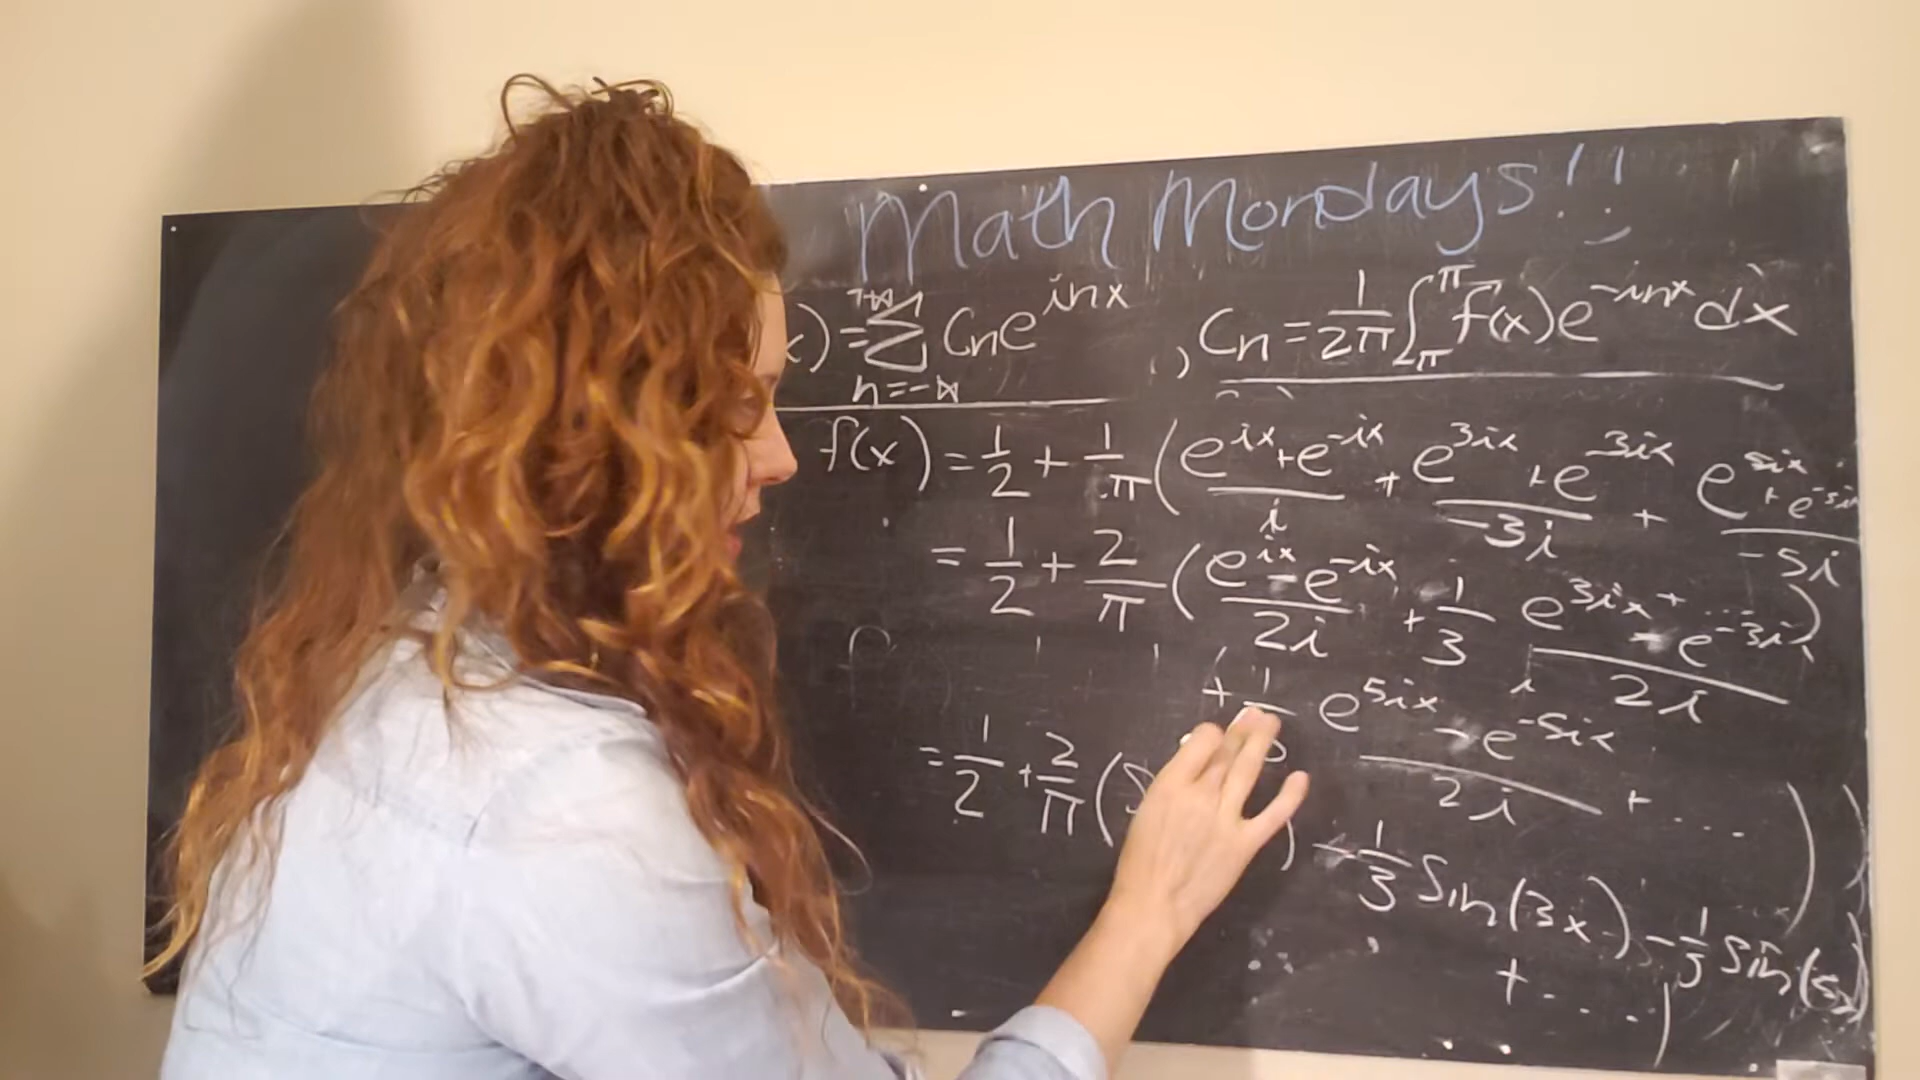 Math Mondays!!
x) = +∞ Σ n=-∞ Cn e^inx , Cn = 1/2π ∫_-π^π f(x) e^-inx dx
f(x) = 1/2 + 1/π ( e^ix + e^-ix / i + e^3ix + e^-3ix / -3i + e^5ix + e^-5ix / -5i
= 1/2 + 2/π ( e^ix - e^-ix / 2i + 1/3 e^3ix - e^-3ix / 2i + ... )
+ 1/5 e^5ix - e^-5ix / 2i + ... )
= 1/2 + 2/π ( S ) - 1/3 Sin(3x) - 1/5 Sin(5x)
+ ... )